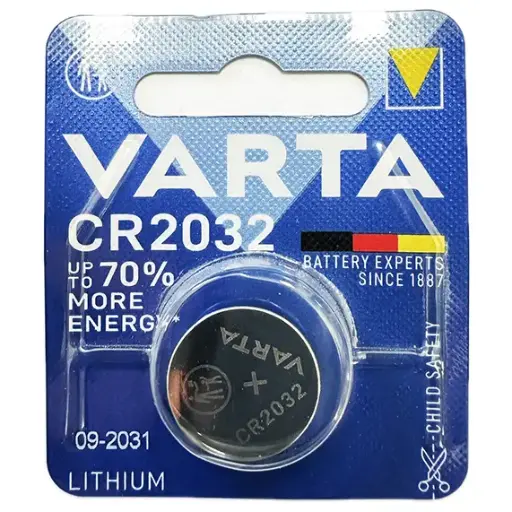 VARTA
CR2032
UP TO 70%
MORE
ENERGY*
BATTERY EXPERTS
SINCE 1887
VARTA
+
CR2032
CHILD SAFETY
09-2031
LITHIUM